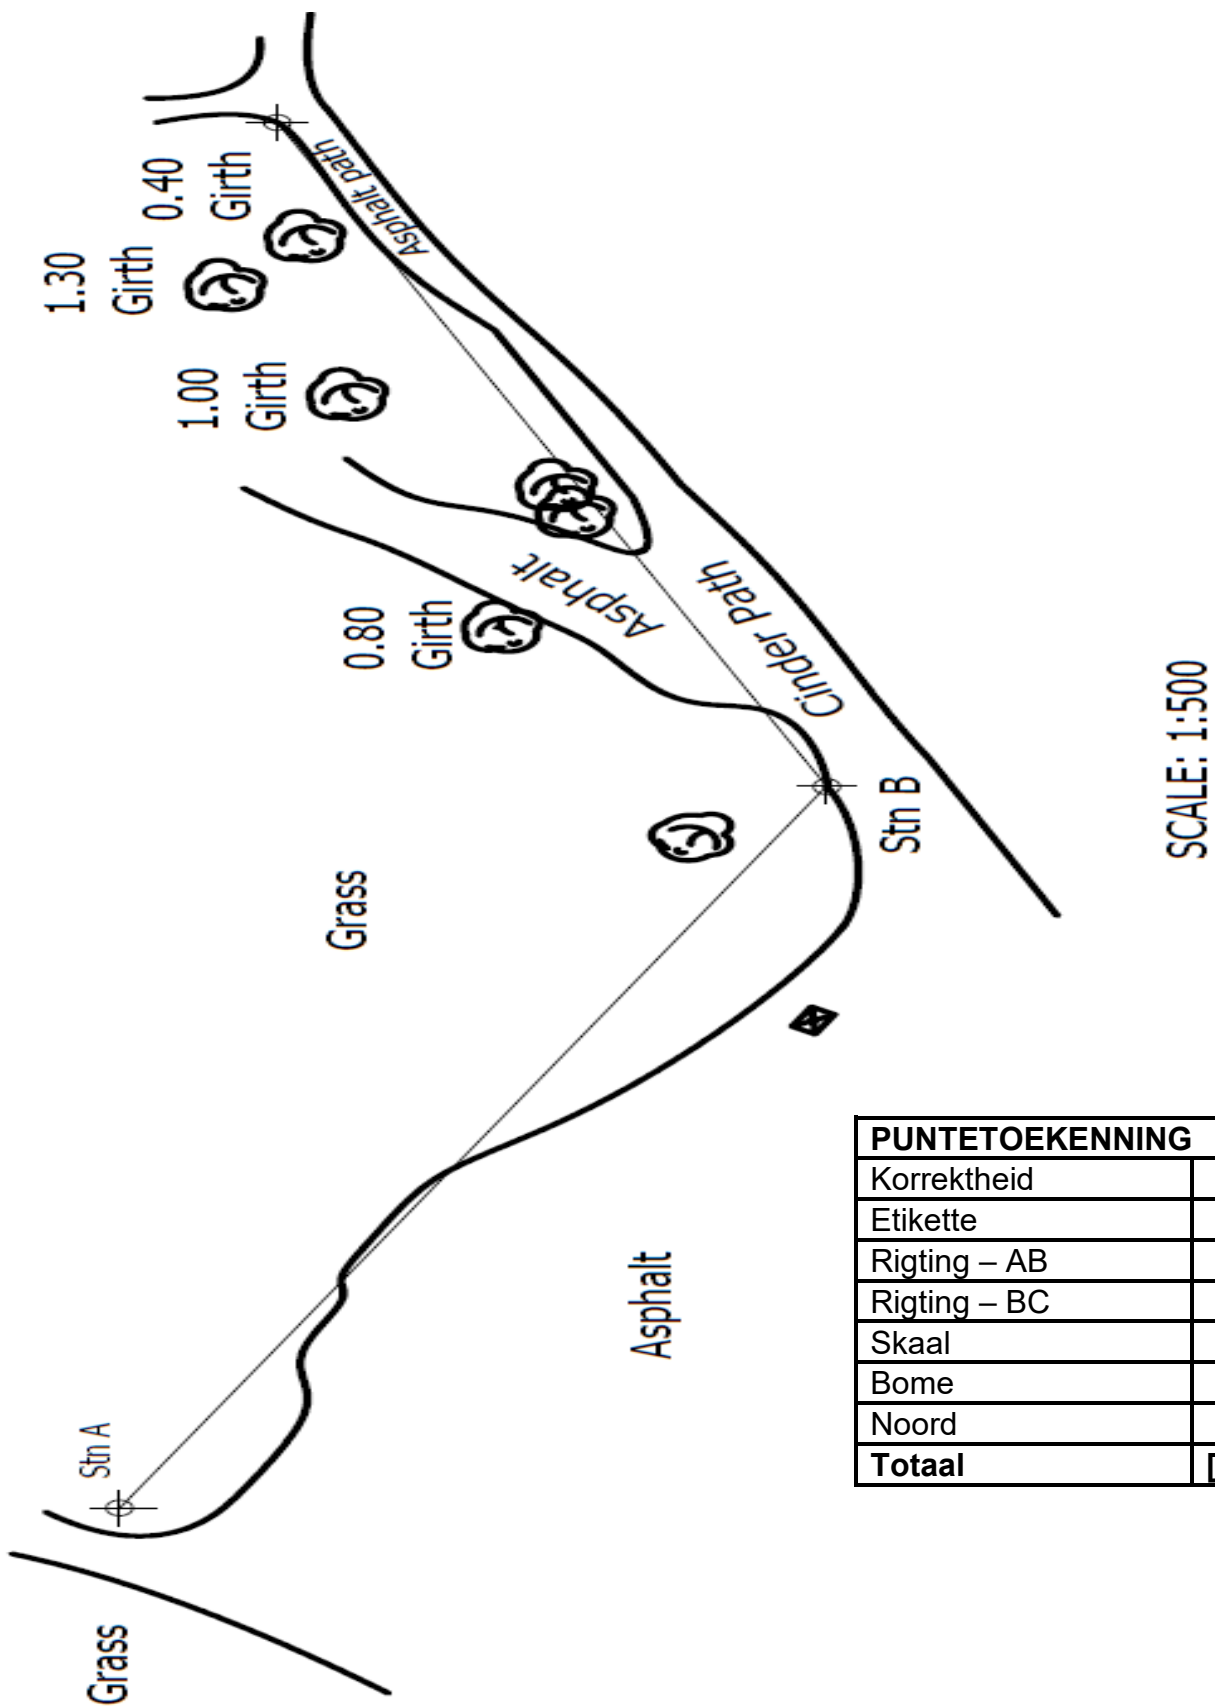 0.40
Girth
1.30
Girth
1.00
Girth
0.80
Girth
Asphalt path
Asphalt
Cinder Path
Grass
Stn B
Asphalt
Stn A
Grass
SCALE: 1:500
PUNTETOEKENNING
Korrektheid
Etikette
Rigting – AB
Rigting – BC
Skaal
Bome
Noord
Totaal [